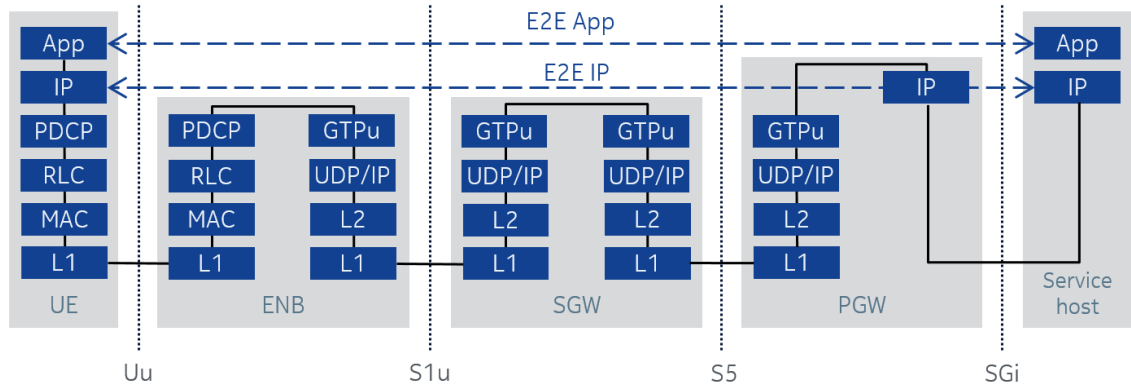 E2E App
App
App
E2E IP
IP
IP
IP
PDCP
PDCP
GTPu
GTPu
GTPu
GTPu
RLC
RLC
UDP/IP
UDP/IP
UDP/IP
UDP/IP
MAC
MAC
L2
L2
L2
L2
L1
L1
L1
L1
L1
L1
UE
ENB
SGW
PGW
Service
host
Uu
S1u
S5
SGi